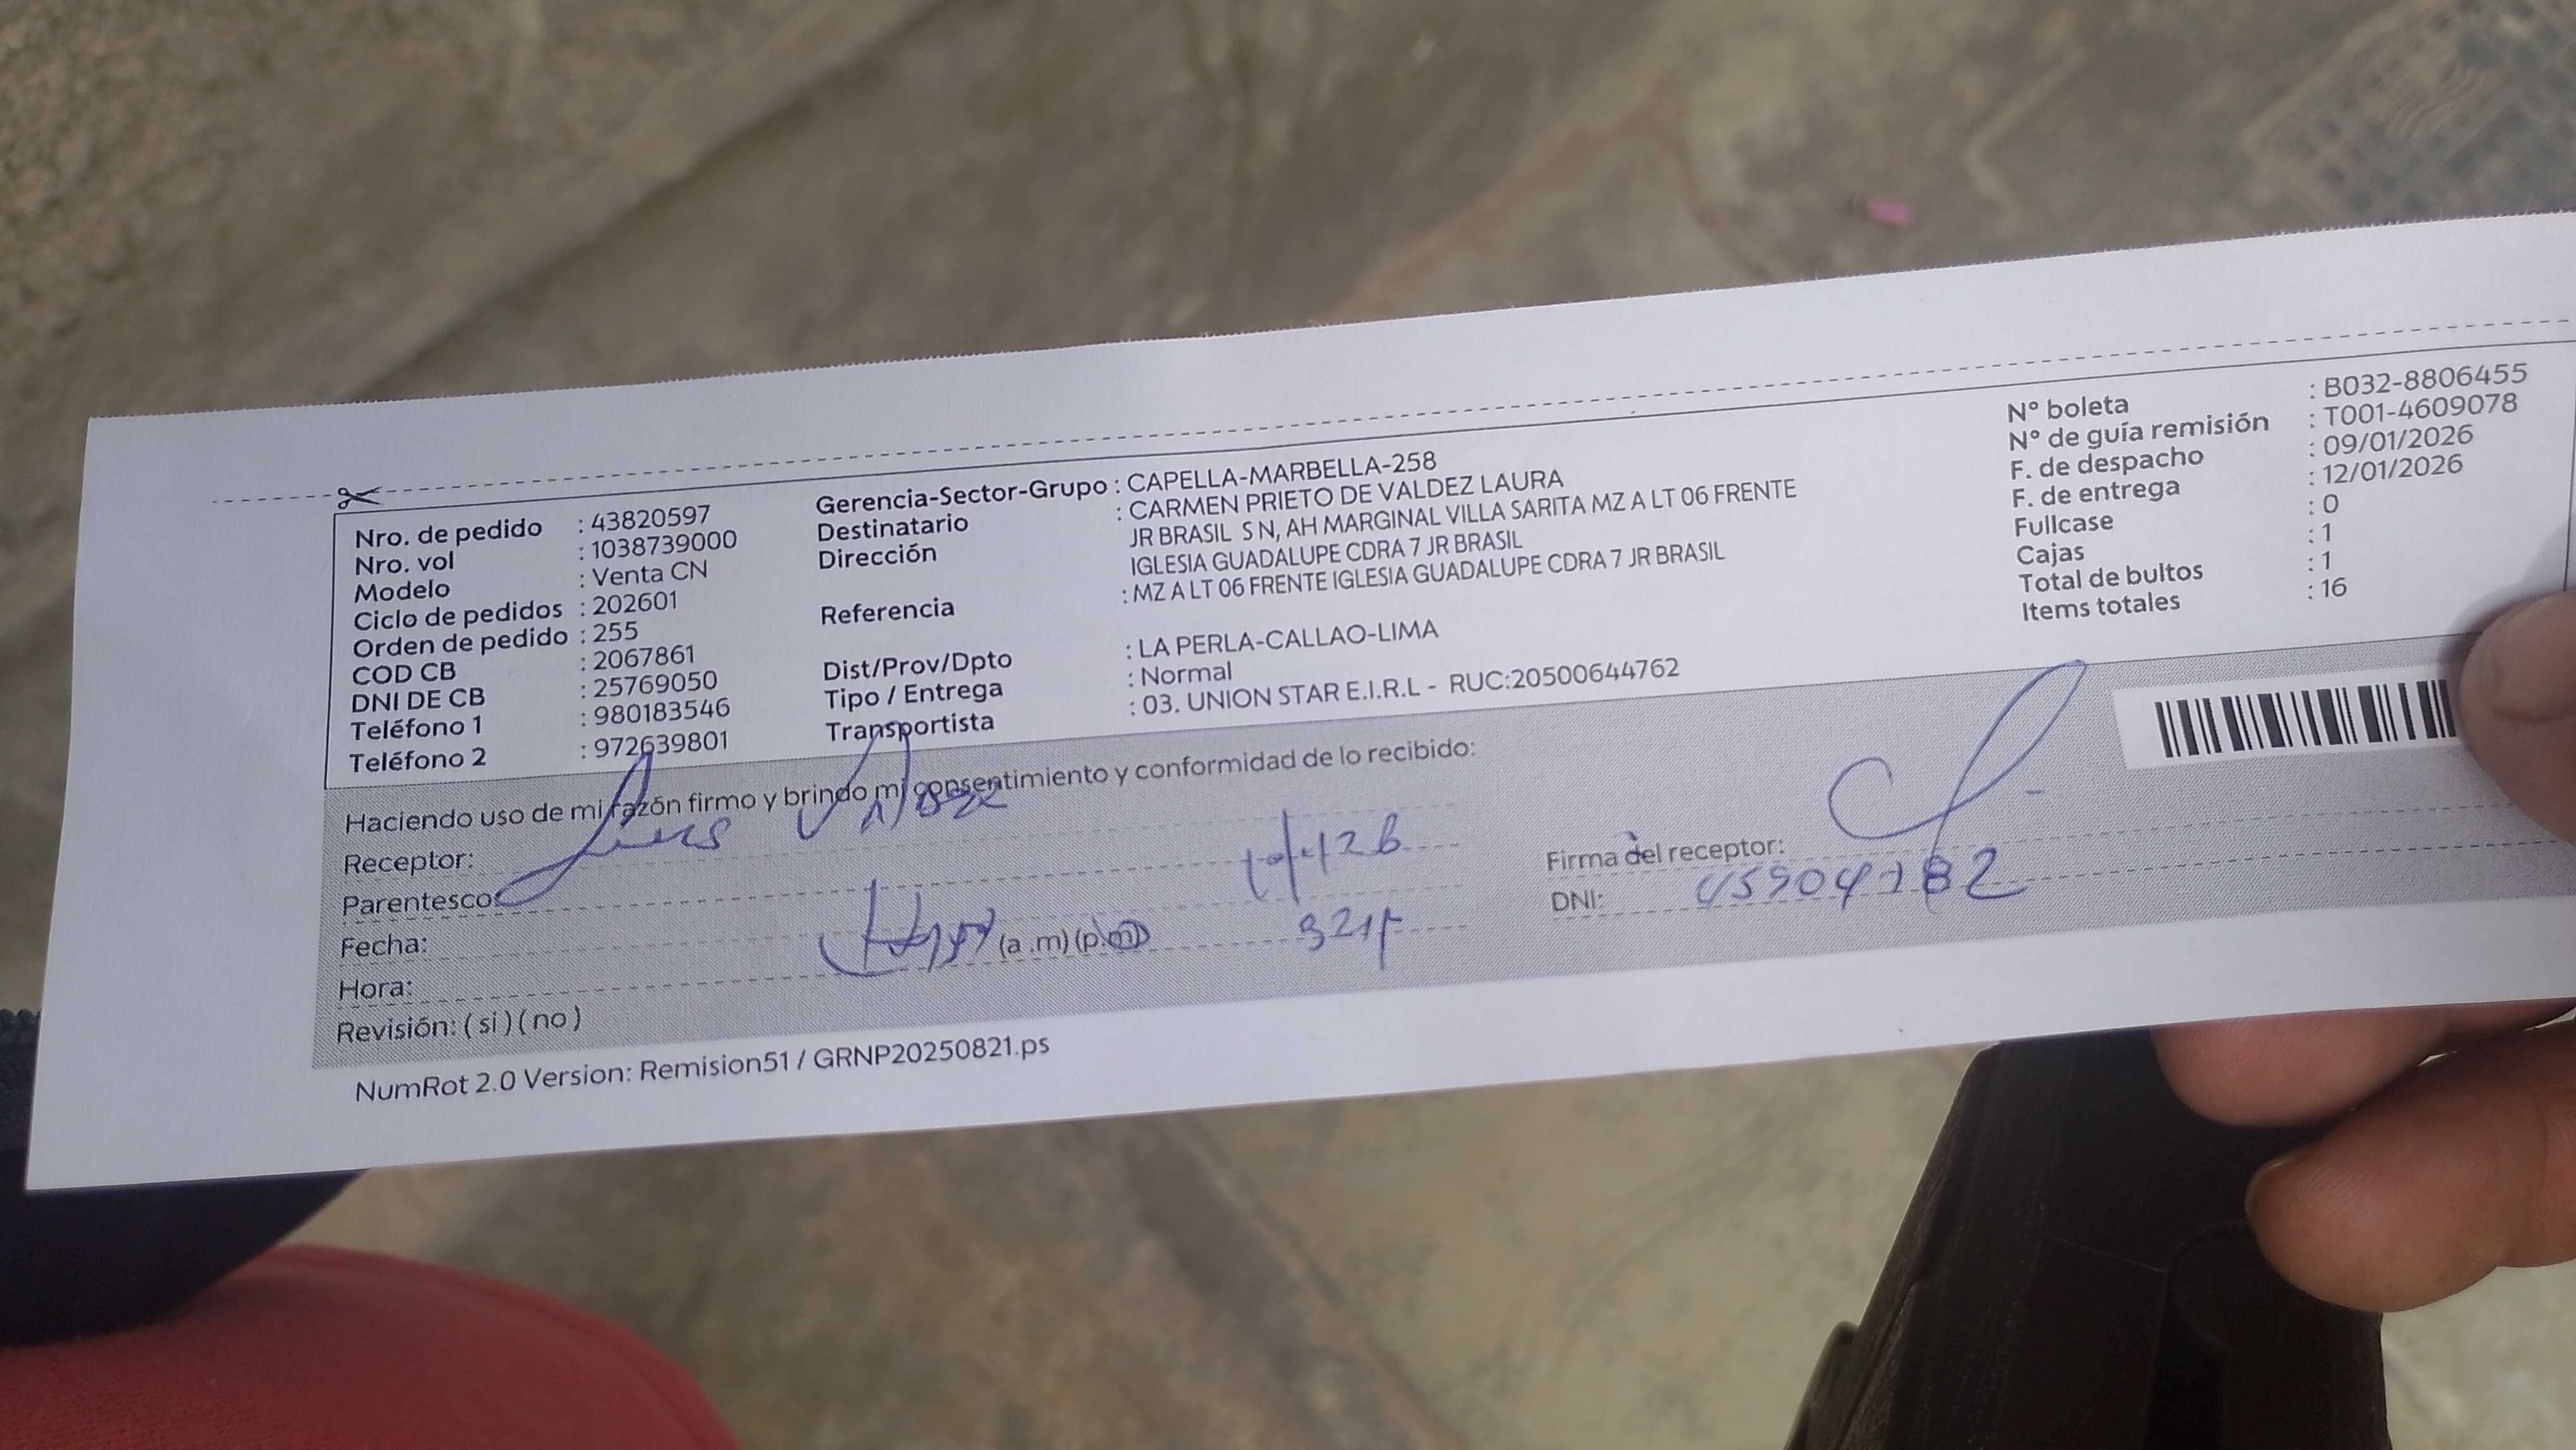 Nro. de pedido : 43820597
Nro. vol : 1038739000
Modelo : Venta CN
Ciclo de pedidos : 202601
Orden de pedido : 255
COD CB : 2067861
DNI DE CB : 25769050
Teléfono 1 : 980183546
Teléfono 2 : 972639801
Gerencia-Sector-Grupo : CAPELLA-MARBELLA-258
Destinatario : CARMEN PRIETO DE VALDEZ LAURA
Dirección JR BRASIL S N, AH MARGINAL VILLA SARITA MZ A LT 06 FRENTE
IGLESIA GUADALUPE CDRA 7 JR BRASIL
Referencia : MZ A LT 06 FRENTE IGLESIA GUADALUPE CDRA 7 JR BRASIL
Dist/Prov/Dpto : LA PERLA-CALLAO-LIMA
Tipo / Entrega : Normal
Transportista : 03. UNION STAR E.I.R.L - RUC:20500644762
N° boleta : B032-8806455
N° de guía remisión : T001-4609078
F. de despacho : 09/01/2026
F. de entrega : 12/01/2026
Fullcase : 0
Cajas : 1
Total de bultos : 1
Items totales : 16
Haciendo uso de mi razón firmo y brindo mi consentimiento y conformidad de lo recibido:
Receptor:
Parentesco:
Fecha:
Hora: (a .m) (p.m)
Revisión: ( si ) ( no )
Firma del receptor:
DNI:
NumRot 2.0 Version: Remision51 / GRNP20250821.ps